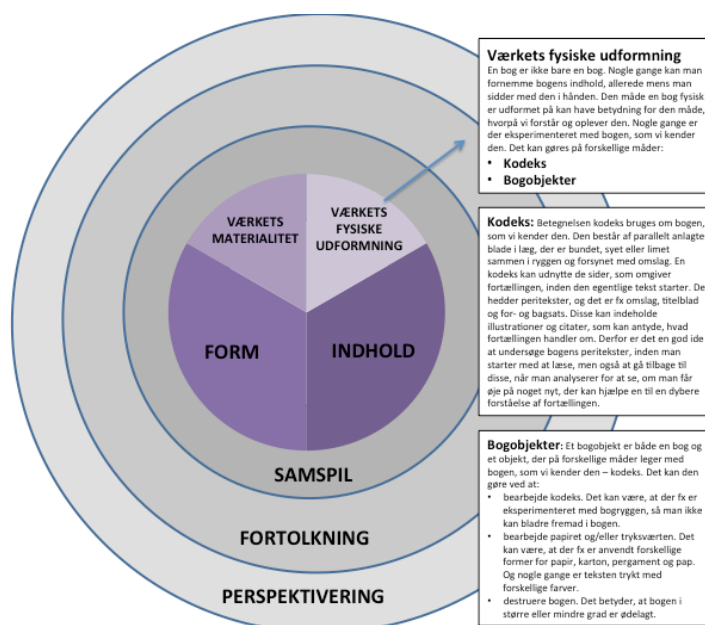 VÆRKETS
MATERIALITET
VÆRKETS
FYSISKE
UDFORMNING
FORM
INDHOLD
SAMSPIL
FORTOLKNING
PERSPEKTIVERING
Værkets fysiske udformning
En bog er ikke bare en bog. Nogle gange kan man
fornemme bogens indhold, allerede mens man
sidder med den i hånden. Den måde en bog fysisk
er udformet på kan have betydning for den måde,
hvorpå vi forstår og oplever den. Nogle gange er
der eksperimenteret med bogen, som vi kender
den. Det kan gøres på forskellige måder:
• Kodeks
• Bogobjekter
Kodeks: Betegnelsen kodeks bruges om bogen,
som vi kender den. Den består af parallelt anlagte
blade i læg, der er bundet, syet eller limet
sammen i ryggen og forsynet med omslag. En
kodeks kan udnytte de sider, som omgiver
fortællingen, inden den egentlige tekst starter. De
hedder peritekster, og det er fx omslag, titelblad
og for- og bagsats. Disse kan indeholde
illustrationer og citater, som kan antyde, hvad
fortællingen handler om. Derfor er det en god ide
at undersøge bogens peritekster, inden man
starter med at læse, men også at gå tilbage til
disse, når man analyserer for at se, om man får
øje på noget nyt, der kan hjælpe en til en dybere
forståelse af fortællingen.
Bogobjekter: Et bogobjekt er både en bog og
et objekt, der på forskellige måder leger med
bogen, som vi kender den – kodeks. Det kan den
gøre ved at:
• bearbejde kodeks. Det kan være, at der fx er
eksperimenteret med bogryggen, så man ikke
kan bladre fremad i bogen.
• bearbejde papiret og/eller tryksværten. Det
kan være, at der fx er anvendt forskellige
former for papir, karton, pergament og pap.
Og nogle gange er teksten trykt med
forskellige farver.
• destruere bogen. Det betyder, at bogen i
større eller mindre grad er ødelagt.